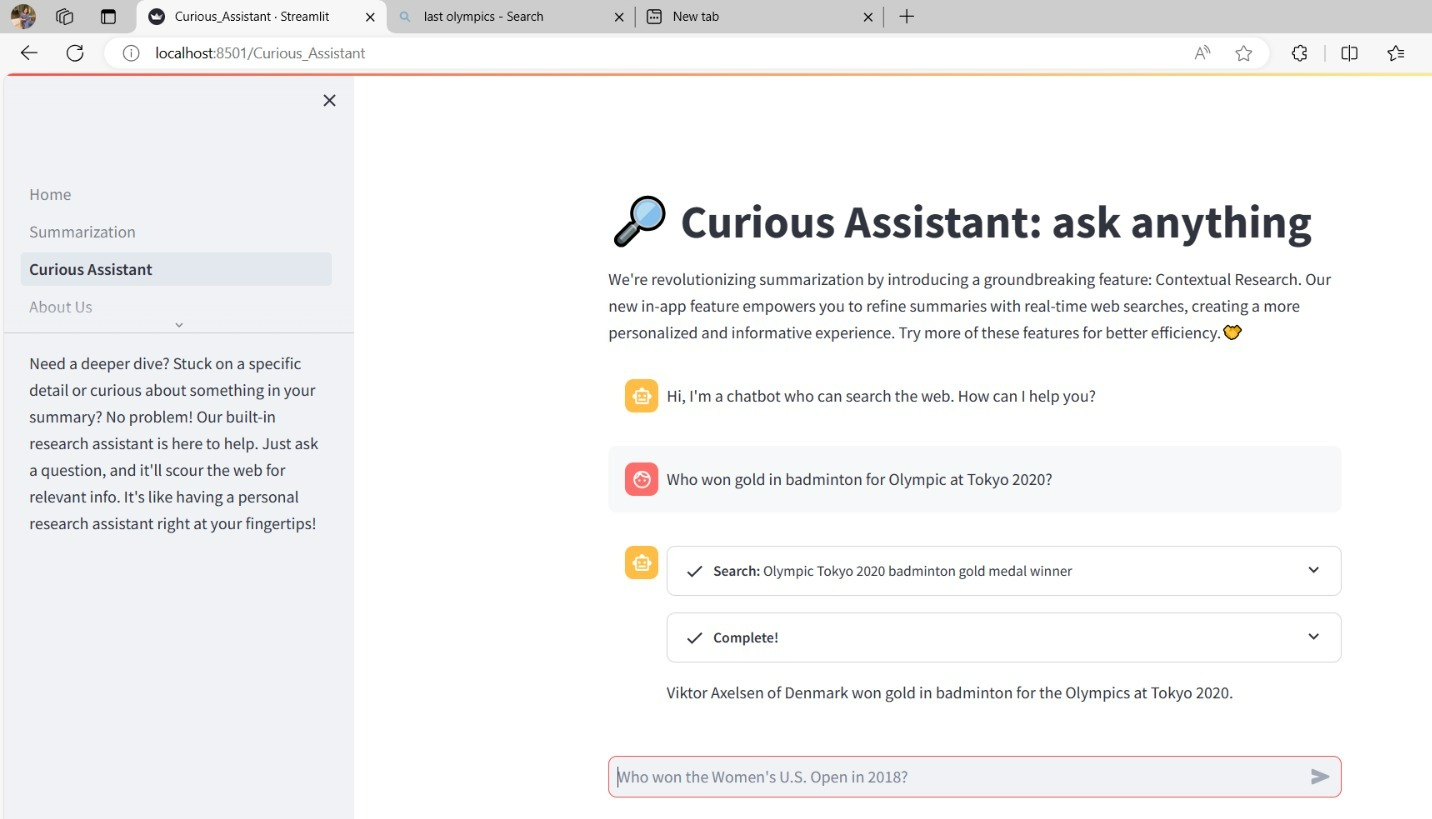 Curious_Assistant · Streamlit
last olympics - Search
New tab
localhost:8501/Curious_Assistant
Home
Summarization
Curious Assistant
About Us
Need a deeper dive? Stuck on a specific
detail or curious about something in your
summary? No problem! Our built-in
research assistant is here to help. Just ask
a question, and it'll scour the web for
relevant info. It's like having a personal
research assistant right at your fingertips!
Curious Assistant: ask anything
We're revolutionizing summarization by introducing a groundbreaking feature: Contextual Research. Our
new in-app feature empowers you to refine summaries with real-time web searches, creating a more
personalized and informative experience. Try more of these features for better efficiency.
Hi, I'm a chatbot who can search the web. How can I help you?
Who won gold in badminton for Olympic at Tokyo 2020?
Search: Olympic Tokyo 2020 badminton gold medal winner
Complete!
Viktor Axelsen of Denmark won gold in badminton for the Olympics at Tokyo 2020.
Who won the Women's U.S. Open in 2018?